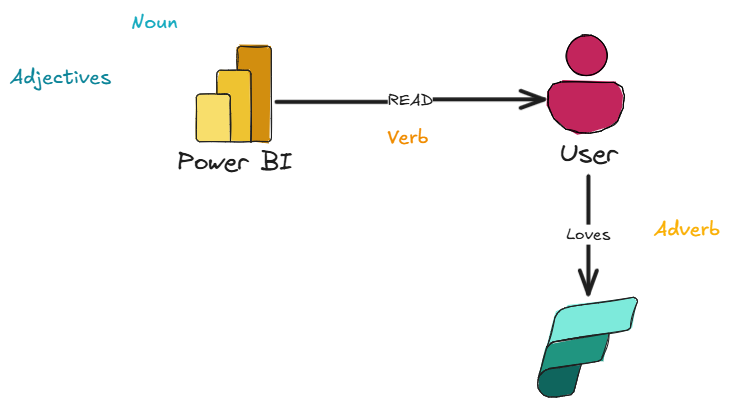 Noun
Adjectives
READ
Verb
Power BI
User
Loves
Adverb